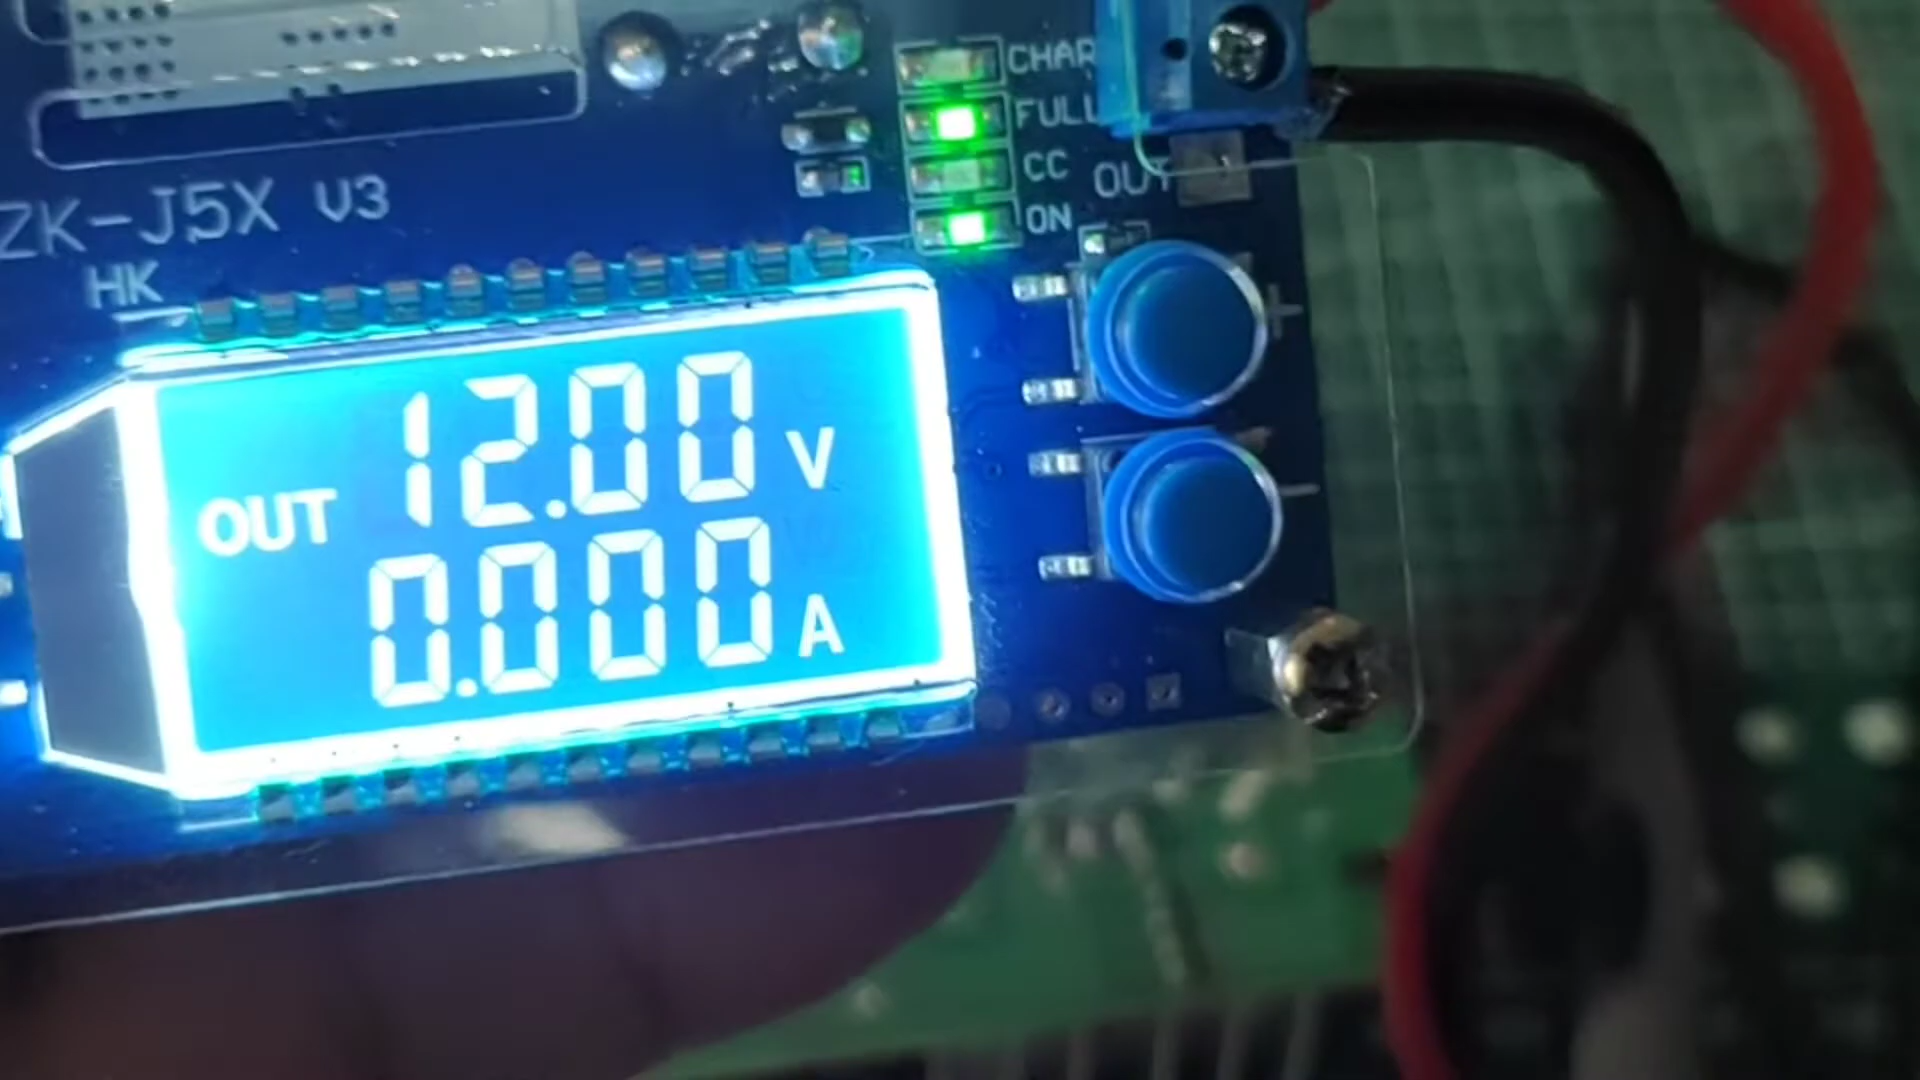 CHAR
FULL
CC
OUT
ON
ZK-J5X V3
HK
+
12.00 V
OUT
0.000 A
-